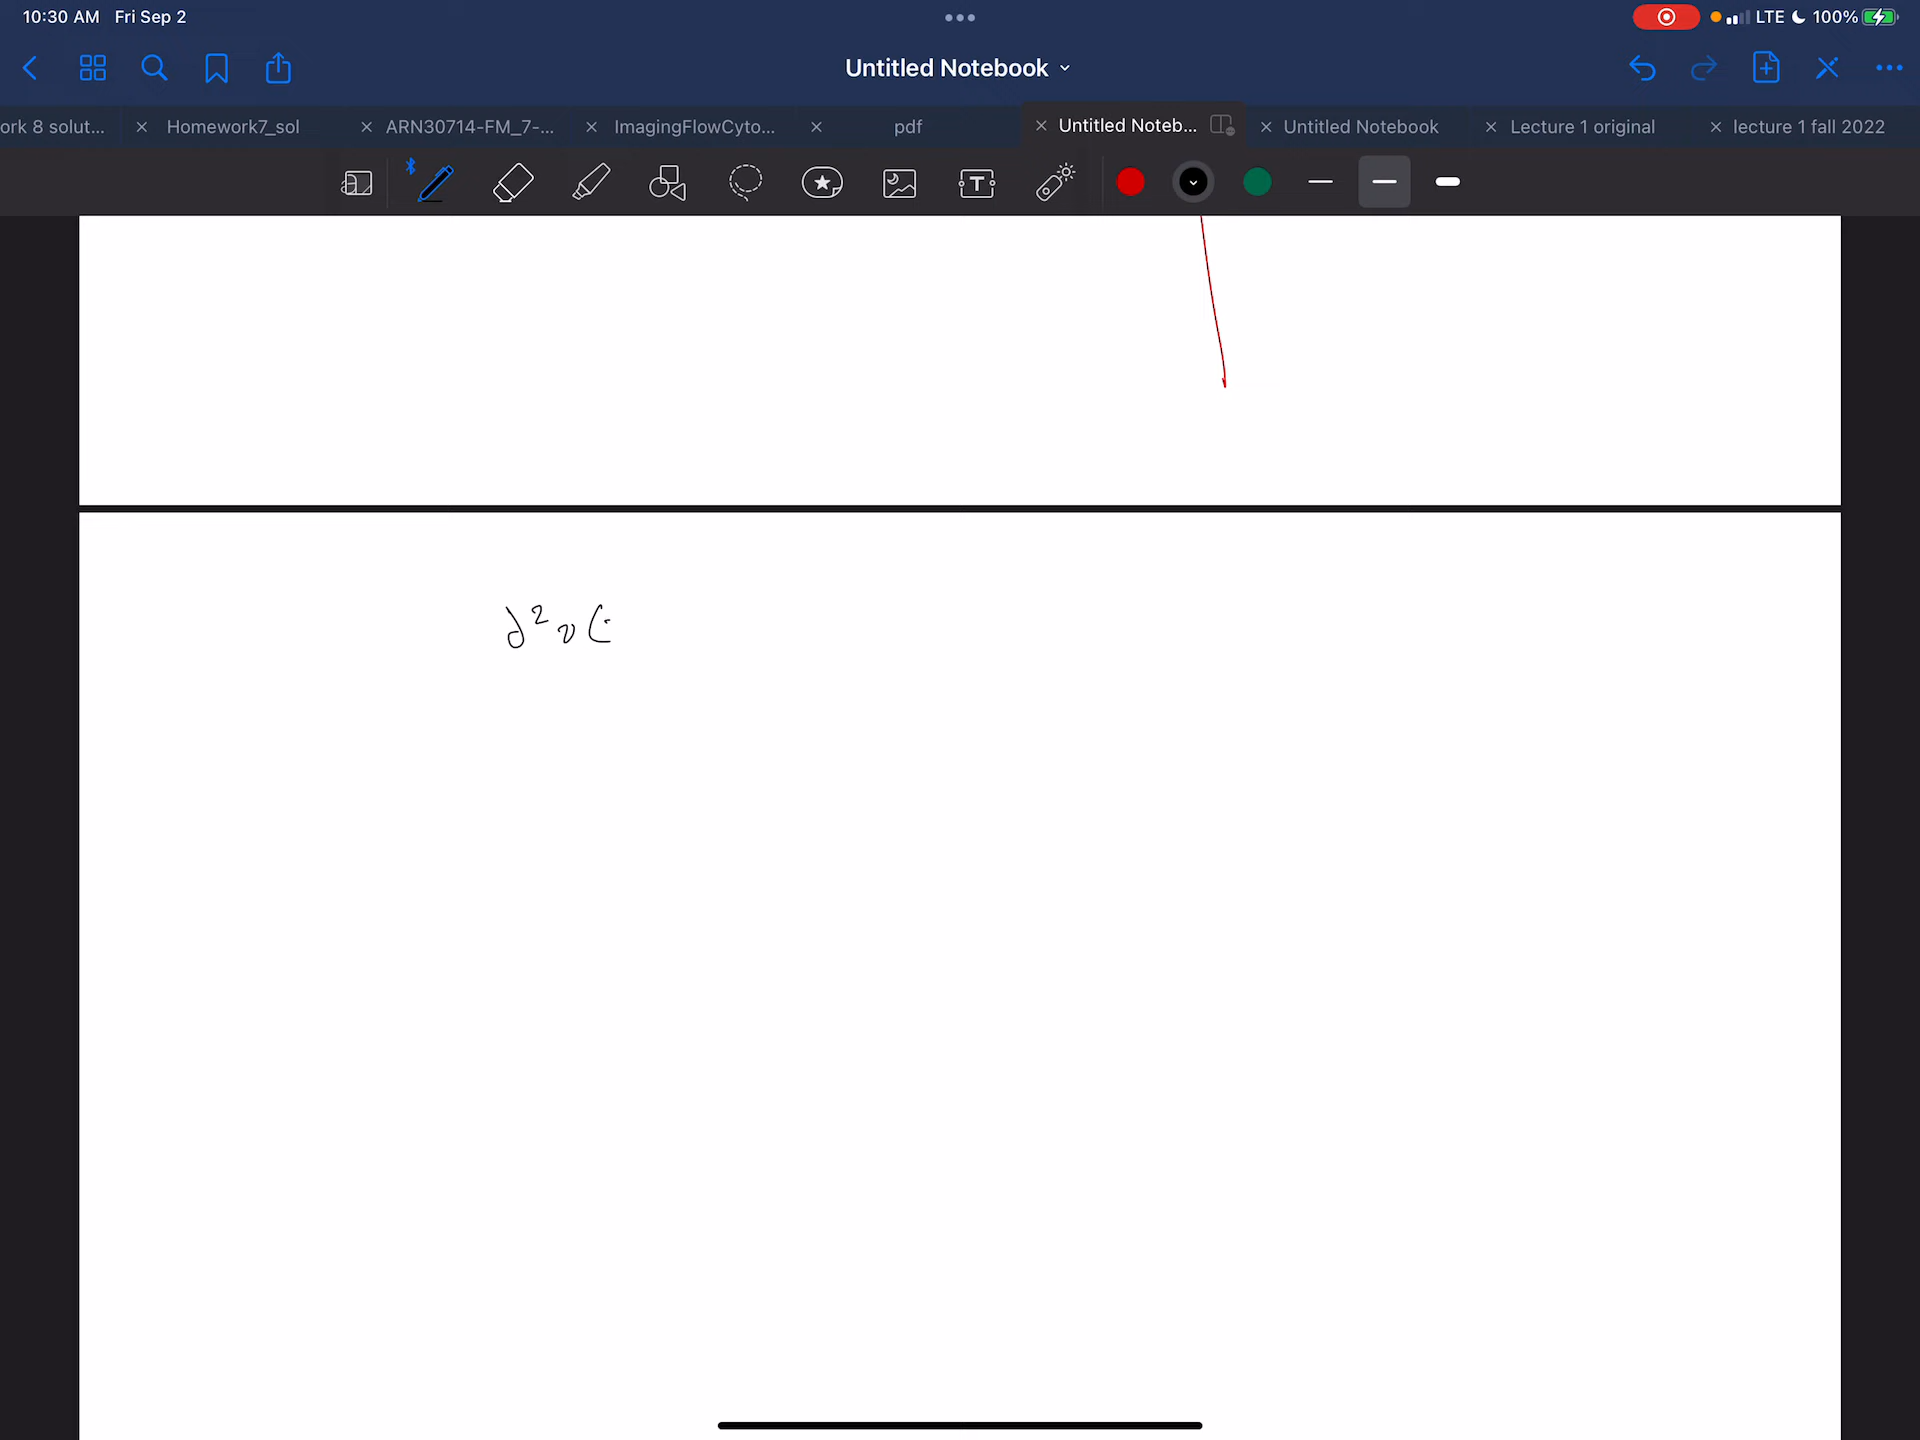 10:30 AM Fri Sep 2
LTE 100%
Untitled Notebook
ork 8 solut... Homework7_sol ARN30714-FM_7-... ImagingFlowCyto... pdf Untitled Noteb... Untitled Notebook Lecture 1 original lecture 1 fall 2022
T
∂²v(